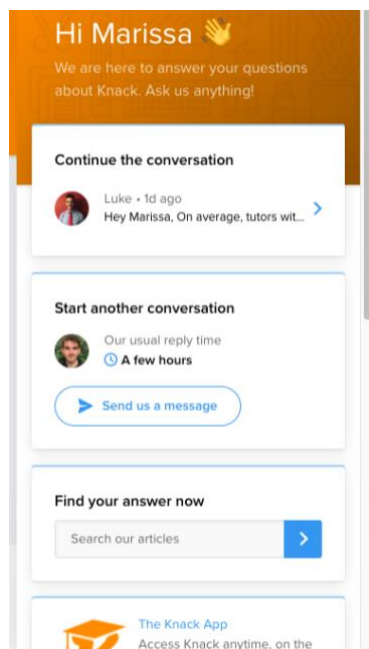 Hi Marissa 👋
We are here to answer your questions
about Knack. Ask us anything!
Continue the conversation
Luke • 1d ago
Hey Marissa, On average, tutors wit...
Start another conversation
Our usual reply time
A few hours
Send us a message
Find your answer now
Search our articles
The Knack App
Access Knack anytime, on the